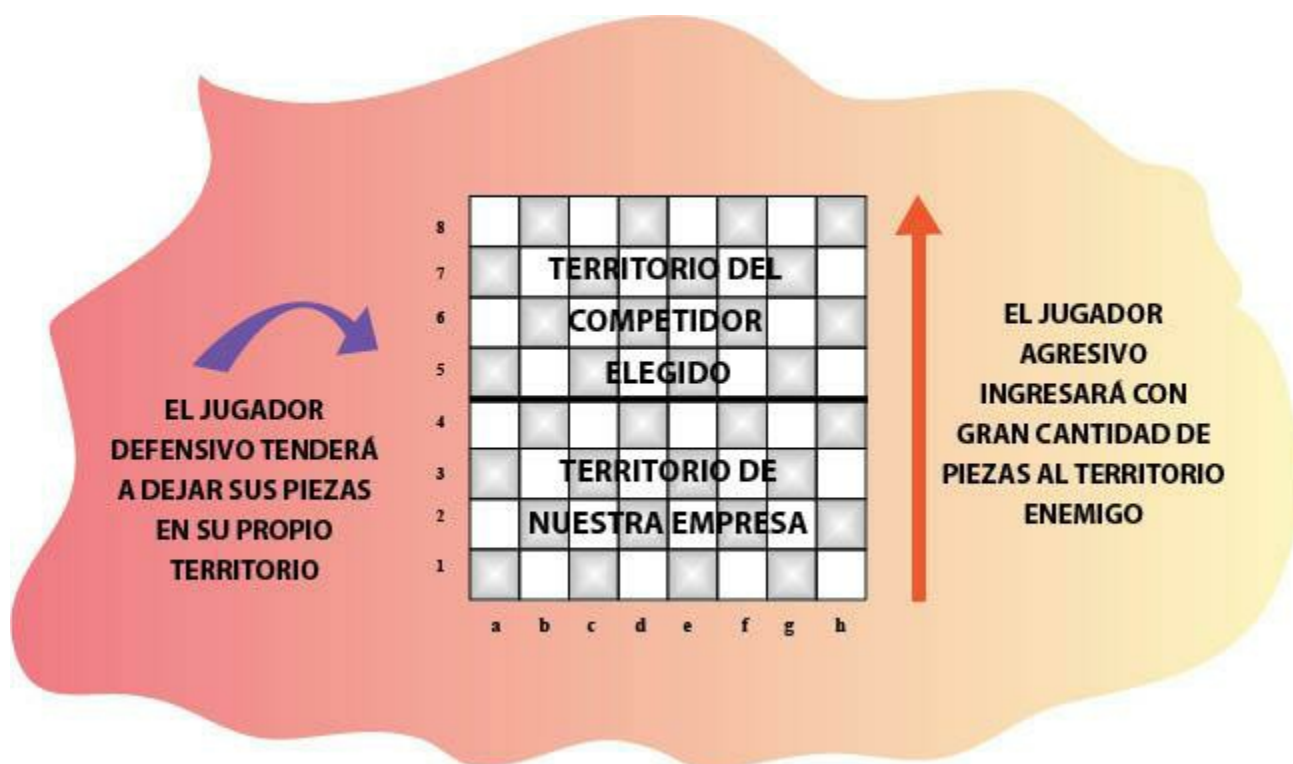 8
7
6
5
4
3
2
1
TERRITORIO DEL
COMPETIDOR
ELEGIDO
TERRITORIO DE
NUESTRA EMPRESA
a b c d e f g h
EL JUGADOR
DEFENSIVO TENDERÁ
A DEJAR SUS PIEZAS
EN SU PROPIO
TERRITORIO
EL JUGADOR
AGRESIVO
INGRESARÁ CON
GRAN CANTIDAD DE
PIEZAS AL TERRITORIO
ENEMIGO